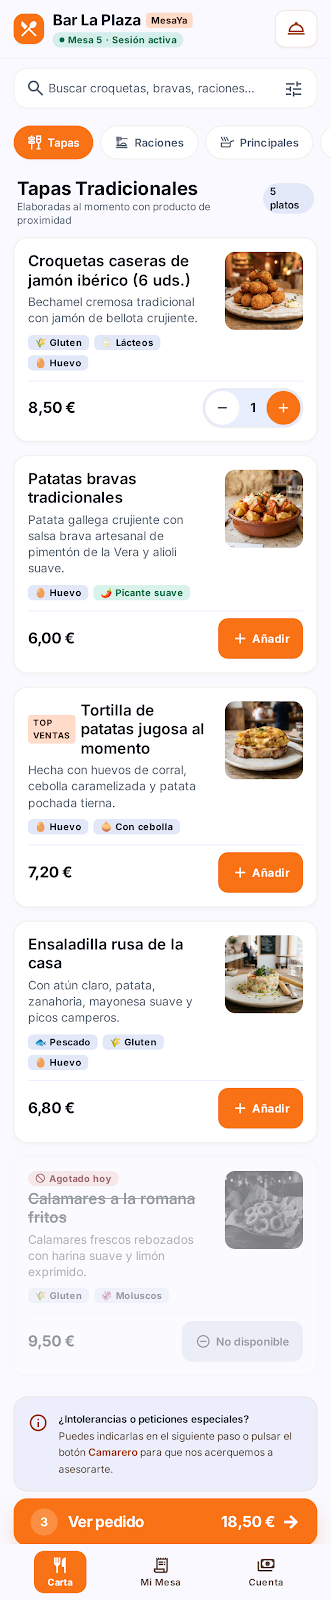 Bar La Plaza MesaYa
Mesa 5 · Sesión activa
Buscar croquetas, bravas, raciones...
Tapas Raciones Principales
Tapas Tradicionales
Elaboradas al momento con producto de
proximidad
5
platos
Croquetas caseras de
jamón ibérico (6 uds.)
Bechamel cremosa tradicional
con jamón de bellota crujiente.
Gluten Lácteos
Huevo
8,50 €
− 1 +
Patatas bravas
tradicionales
Patata gallega crujiente con
salsa brava artesanal de
pimentón de la Vera y alioli
suave.
Huevo Picante suave
6,00 €
+ Añadir
TOP
VENTAS
Tortilla de
patatas jugosa al
momento
Hecha con huevos de corral,
cebolla caramelizada y patata
pochada tierna.
Huevo Con cebolla
7,20 €
+ Añadir
Ensaladilla rusa de la
casa
Con atún claro, patata,
zanahoria, mayonesa suave y
picos camperos.
Pescado Gluten
Huevo
6,80 €
+ Añadir
Agotado hoy
Calamares a la romana
fritos
Calamares frescos rebozados
con harina suave y limón
exprimido.
Gluten Moluscos
9,50 €
No disponible
¿Intolerancias o peticiones especiales?
Puedes indicarlas en el siguiente paso o pulsar el
botón Camarero para que nos acerquemos a
asesorarte.
3 Ver pedido 18,50 € →
Carta Mi Mesa Cuenta